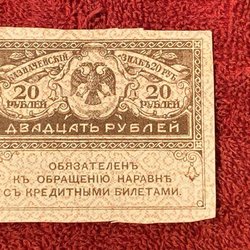 КАЗНАЧЕЙСКІЙ ЗНАКЪ 20 РУБ.
20 20
РУБЛЕЙ РУБЛЕЙ
ДВАДЦАТЬ РУБЛЕЙ
ОБЯЗАТЕЛЕНЪ
КЪ ОБРАЩЕНІЮ НАРАВНѢ
СЪ КРЕДИТНЫМИ БИЛЕТАМИ.